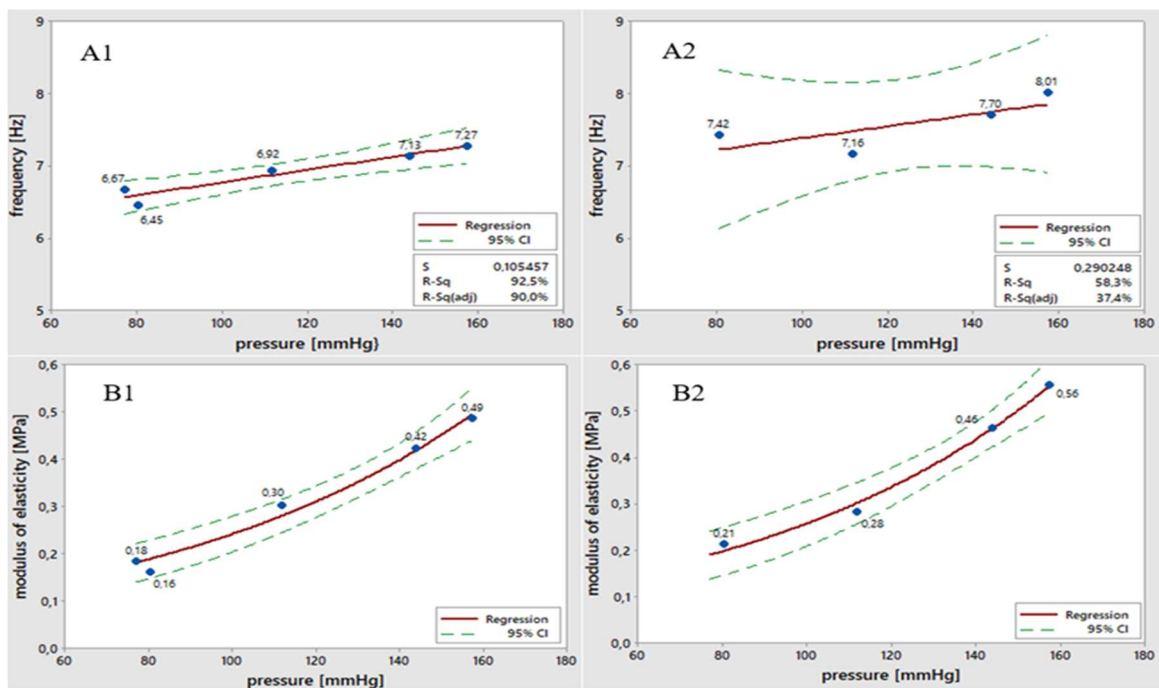 A1
9
8
7
6
5
frequency [Hz]
6,67
6,45
6,92
7,13
7,27
Regression
95% CI
S 0,105457
R-Sq 92,5%
R-Sq(adj) 90,0%
60 80 100 120 140 160 180
pressure [mmHg}
A2
9
8
7
6
5
frequency [Hz]
7,42
7,16
7,70
8,01
Regression
95% CI
S 0,290248
R-Sq 58,3%
R-Sq(adj) 37,4%
60 80 100 120 140 160 180
pressure [mmHg]
B1
0,6
0,5
0,4
0,3
0,2
0,1
0,0
modulus of elasticity [MPa]
0,18
0,16
0,30
0,42
0,49
Regression
95% CI
60 80 100 120 140 160 180
pressure [mmHg]
B2
0,6
0,5
0,4
0,3
0,2
0,1
0,0
modulus of elasticity [MPa]
0,21
0,28
0,46
0,56
Regression
95% CI
60 80 100 120 140 160 180
pressure [mmHg]